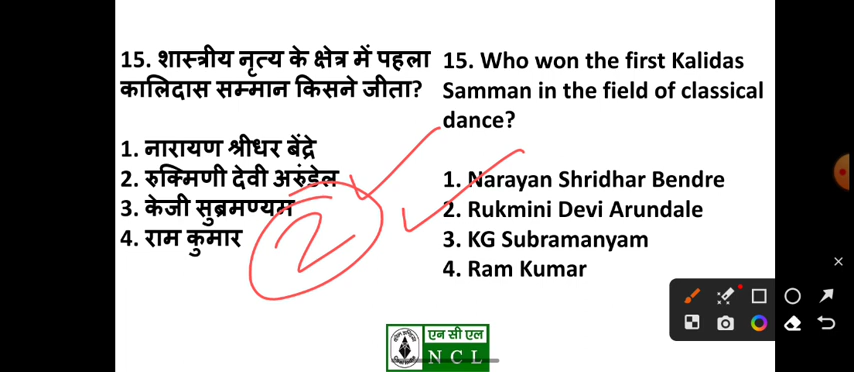 15. शास्त्रीय नृत्य के क्षेत्र में पहला
कालिदास सम्मान किसने जीता?
1. नारायण श्रीधर बेंद्रे
2. रुक्मिणी देवी अरुंडेल
3. केजी सुब्रमण्यम
4. राम कुमार
15. Who won the first Kalidas
Samman in the field of classical
dance?
1. Narayan Shridhar Bendre
2. Rukmini Devi Arundale
3. KG Subramanyam
4. Ram Kumar
2
एन सी एल
N C L